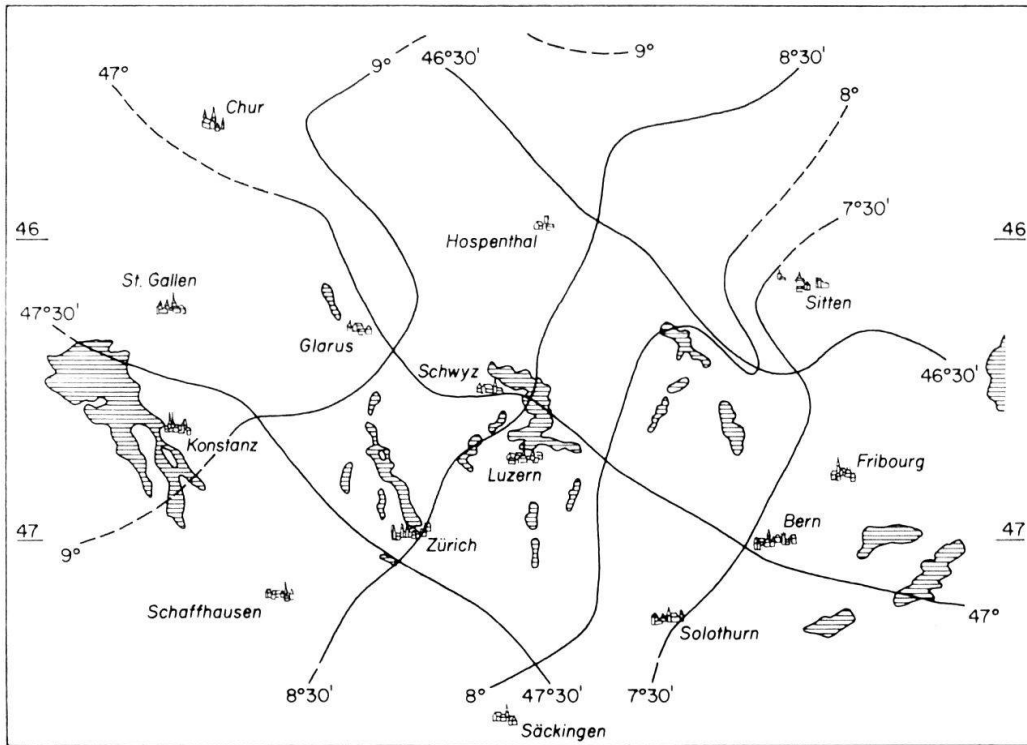 9°
46°30'
9°
8°30'
47°
8°
Chur
7°30'
46
Hospenthal
46
St. Gallen
Sitten
47°30'
Glarus
Schwyz
46°30'
Konstanz
Luzern
Fribourg
47
Zürich
Bern
47
9°
Schaffhausen
Solothurn
47°
8°30'
8°
47°30'
7°30'
Säckingen